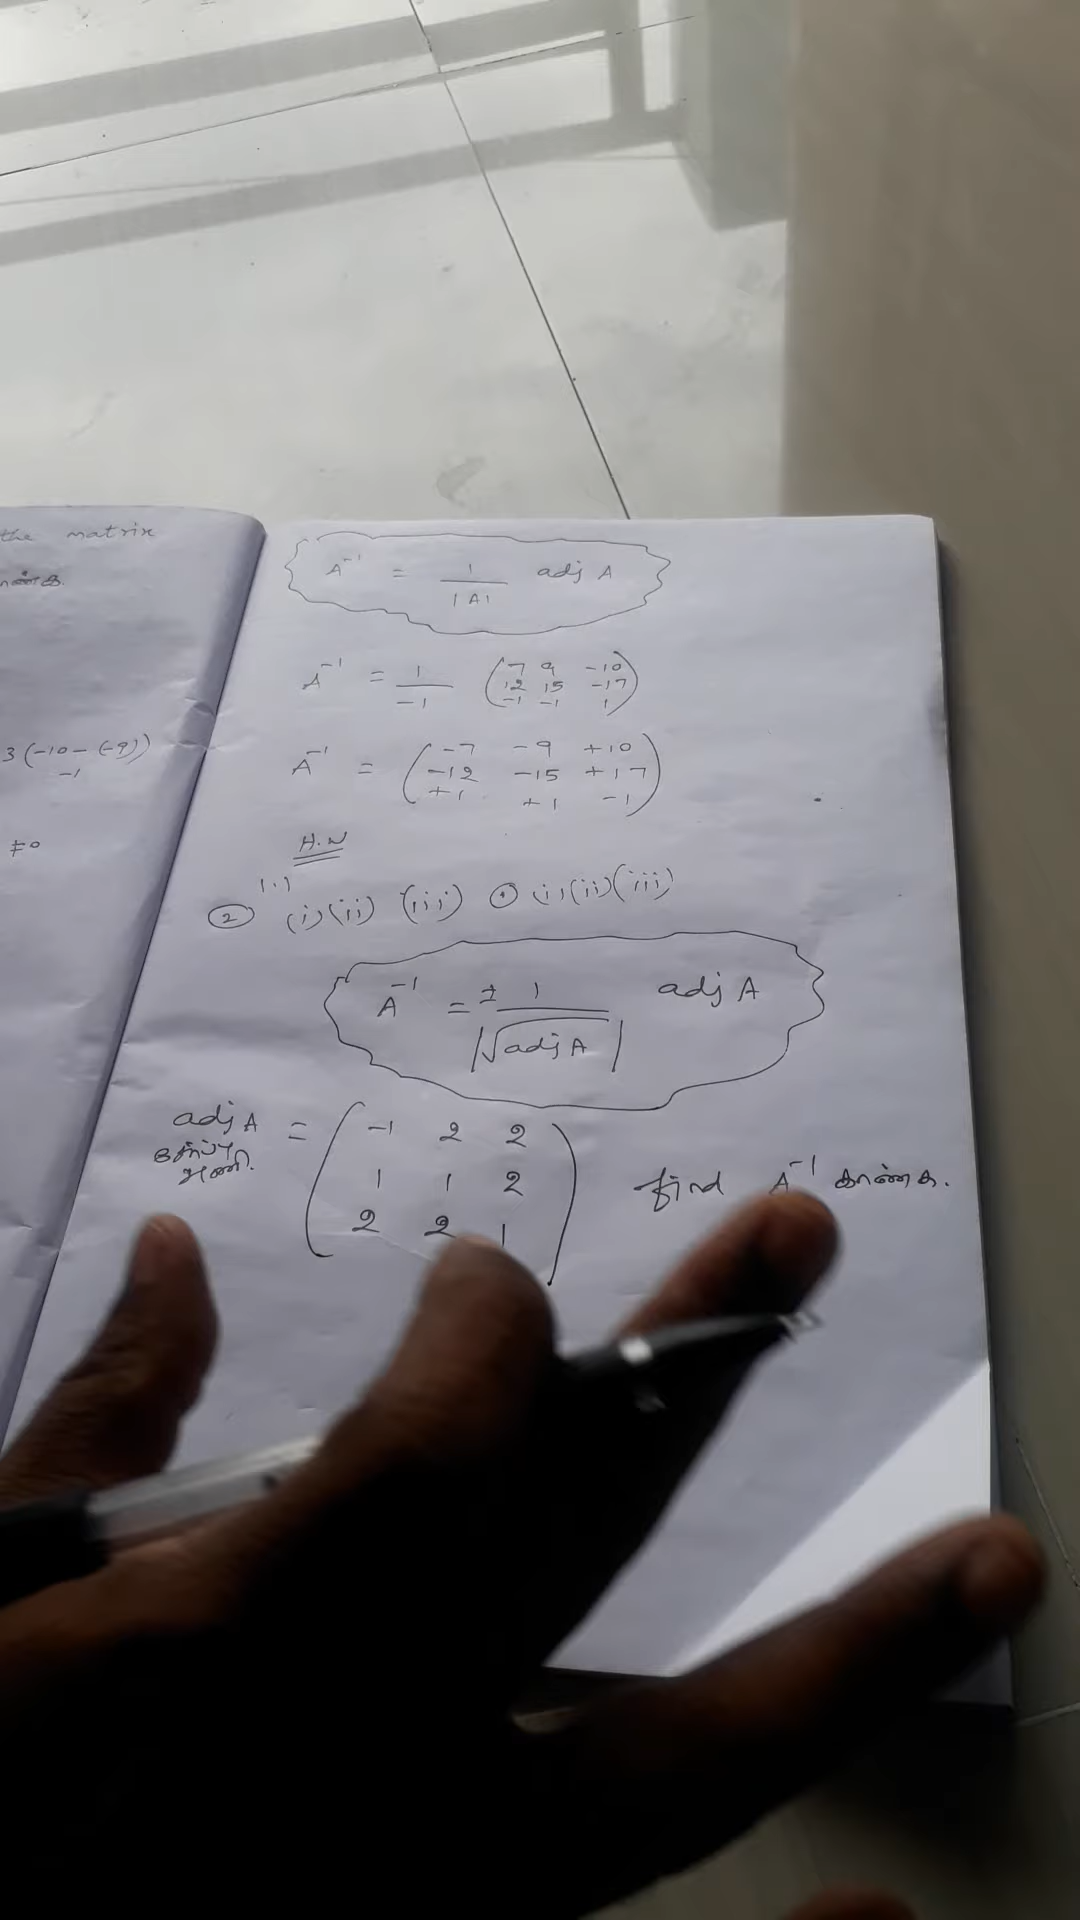 the matrix
3(-10-(-9))
-1
≠0
A⁻¹ = 1/|A| adj A
A⁻¹ = 1/-1 (7 9 -10
12 15 -17
-1 -1 1)
A⁻¹ = (-7 -9 +10
-12 -15 +17
+1 +1 -1)
H.W
1.1
② (i)(ii) (iii) (i)(ii)(iii)
A⁻¹ = ± 1/|√adj A| adj A
adj A = (-1 2 2
1 1 2
2 2 1) find A⁻¹ காண்க.